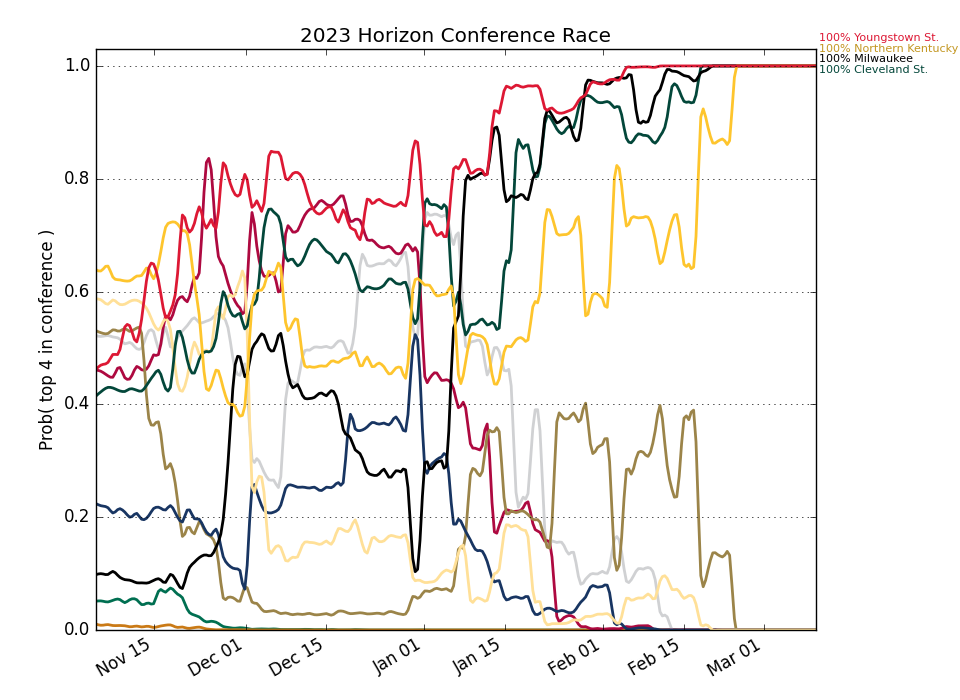 2023 Horizon Conference Race
100% Youngstown St.
100% Northern Kentucky
100% Milwaukee
100% Cleveland St.
Prob( top 4 in conference )
1.0
0.8
0.6
0.4
0.2
0.0
Nov 15
Dec 01
Dec 15
Jan 01
Jan 15
Feb 01
Feb 15
Mar 01